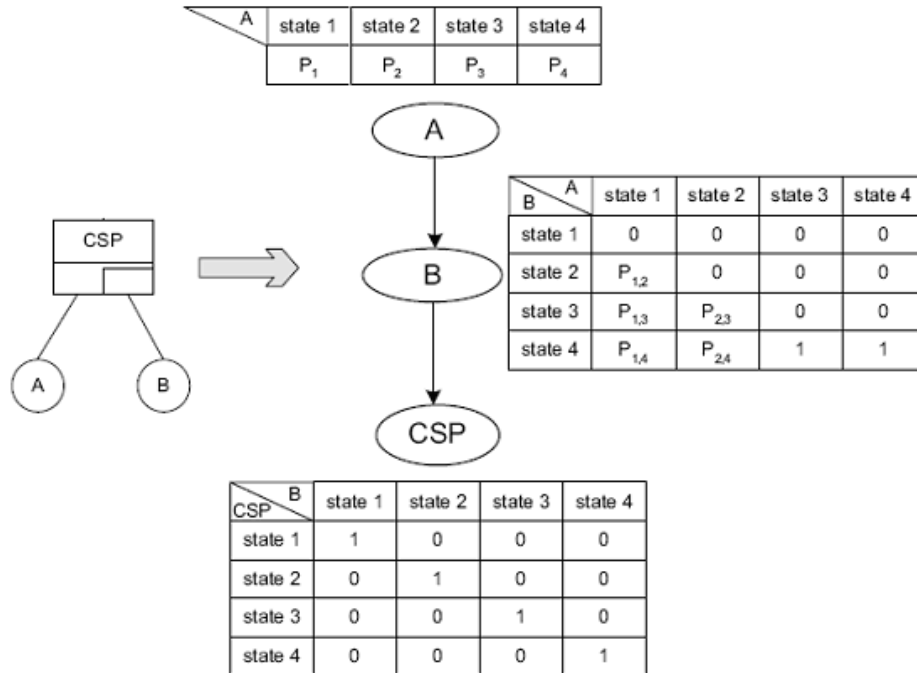 A state 1 state 2 state 3 state 4
P1 P2 P3 P4
A
B A state 1 state 2 state 3 state 4
state 1 0 0 0 0
state 2 P1,2 0 0 0
state 3 P1,3 P2,3 0 0
state 4 P1,4 P2,4 1 1
CSP
A B
B
CSP
CSP B state 1 state 2 state 3 state 4
state 1 1 0 0 0
state 2 0 1 0 0
state 3 0 0 1 0
state 4 0 0 0 1